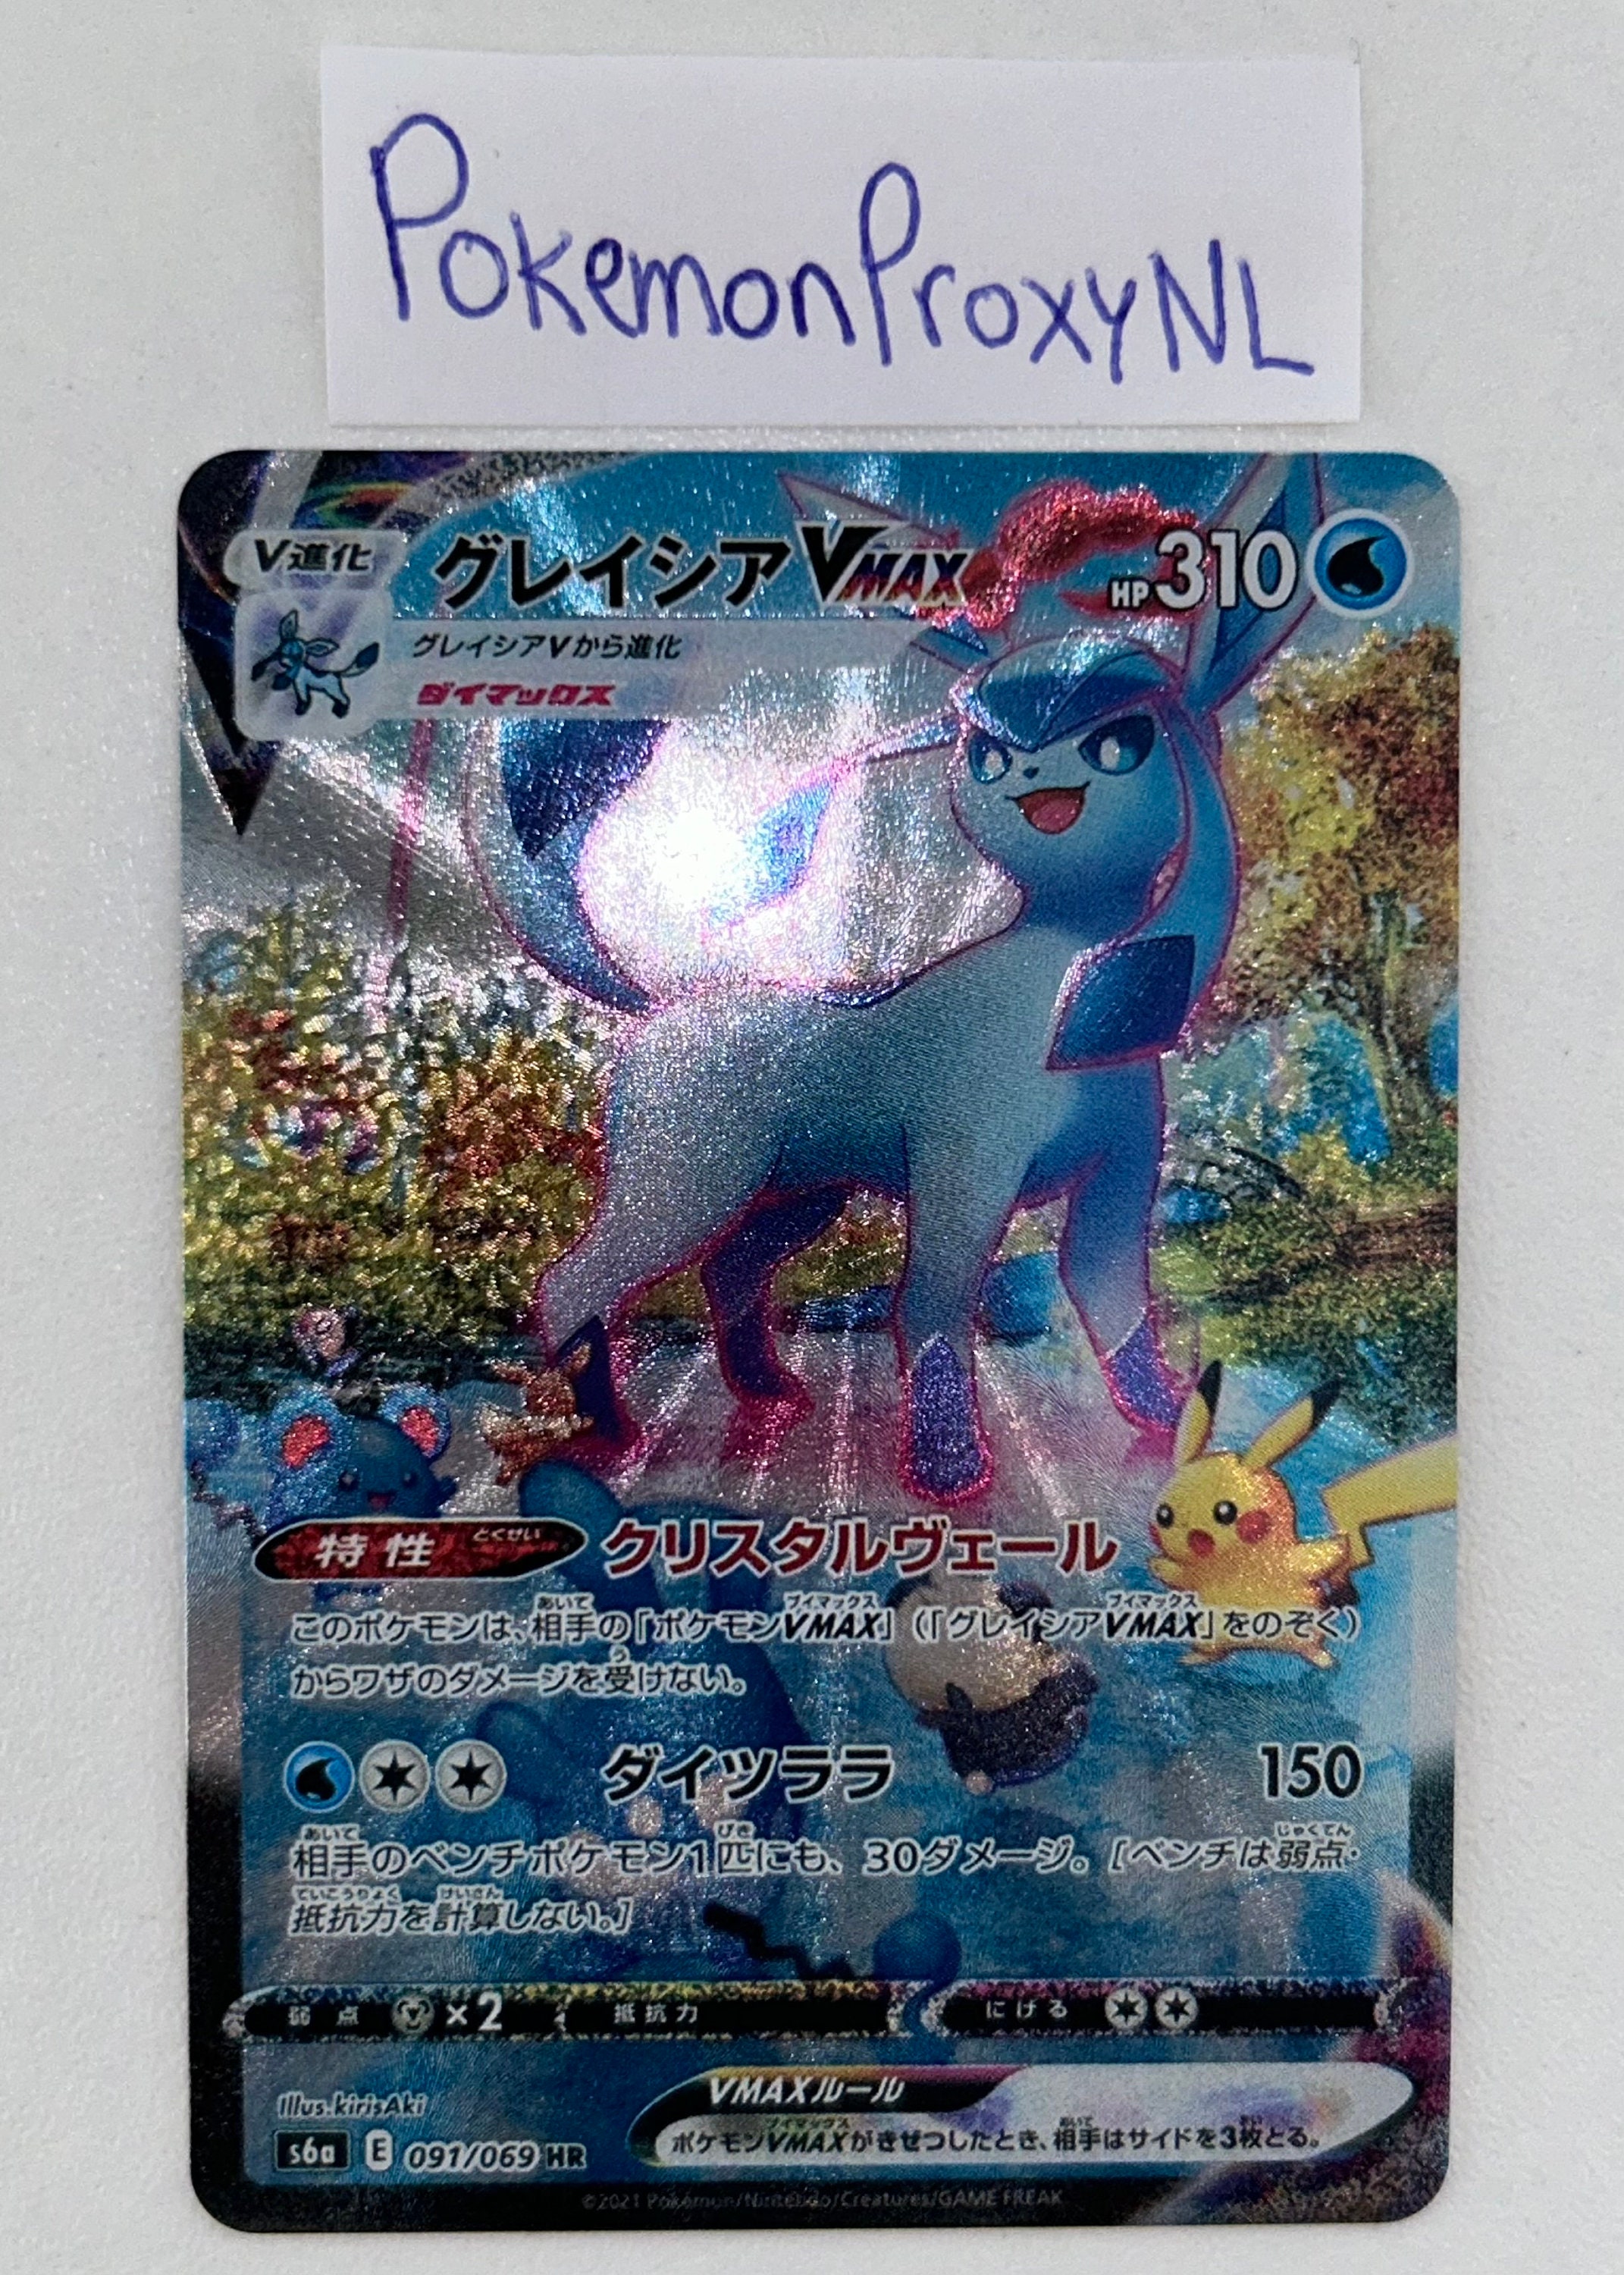 PokemonProxyNL
V進化
グレイシアVMAX
HP310
グレイシアVから進化
ダイマックス
特性 とくせい クリスタルヴェール
このポケモンは、相手の「ポケモンVMAX」(「グレイシアVMAX」をのぞく)
からワザのダメージを受けない。
ダイツララ 150
相手のベンチポケモン1匹にも、30ダメージ。[ベンチは弱点・
抵抗力を計算しない。]
弱点 ×2 抵抗力 にげる
Illus.kirisAki
VMAXルール
ポケモンVMAXがきぜつしたとき、相手はサイドを3枚とる。
s6a E 091/069 HR
©2021 Pokémon/Nintendo/Creatures/GAME FREAK